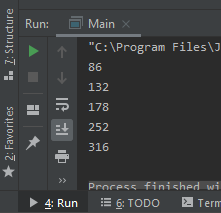 Run: Main
7: Structure
2: Favorites
"C:\Program Files\J
86
132
178
252
316
Process finished wi
4: Run 6: TODO Term